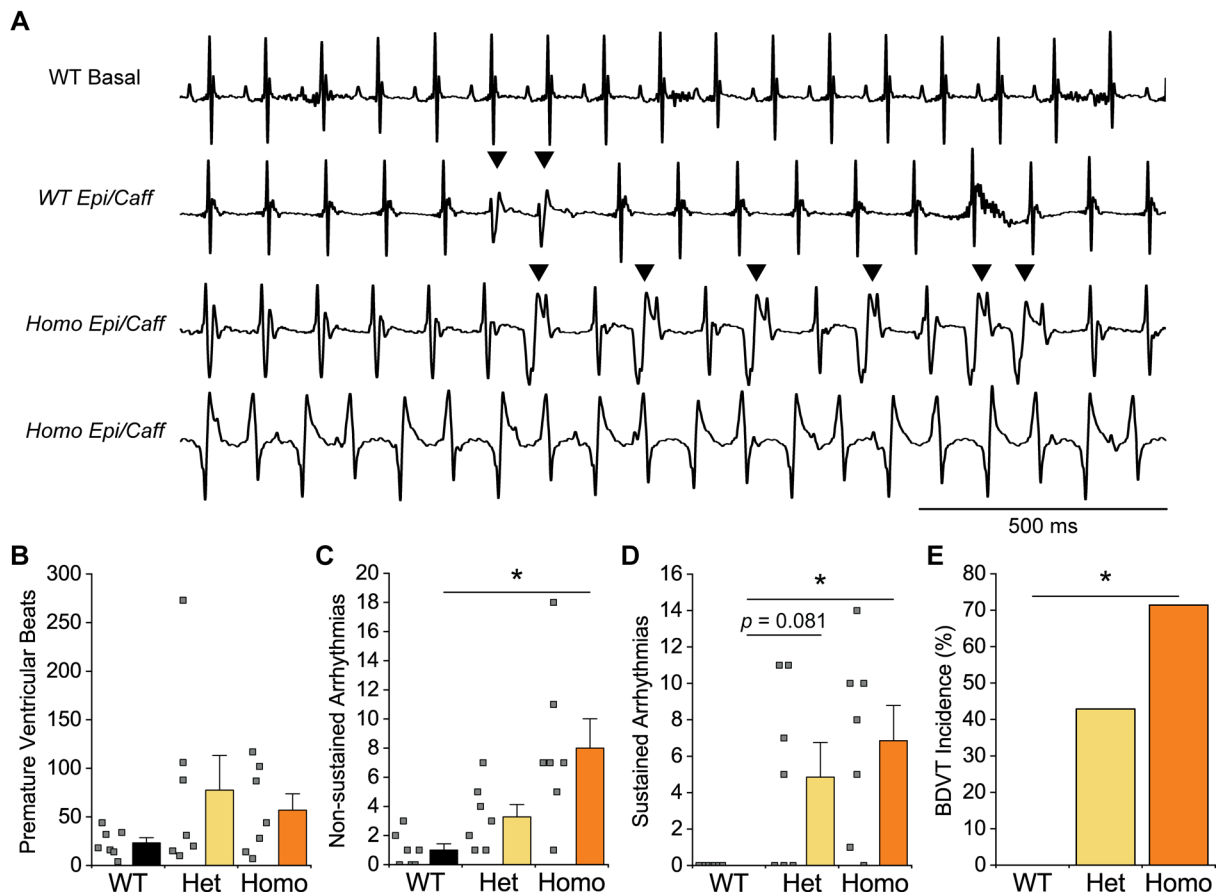 A
WT Basal
WT Epi/Caff
Homo Epi/Caff
Homo Epi/Caff
500 ms
B
Premature Ventricular Beats
300
250
200
150
100
50
0
WT Het Homo
C
Non-sustained Arrhythmias
20
18
16
14
12
10
8
6
4
2
0
*
WT Het Homo
D
Sustained Arrhythmias
16
14
12
10
8
6
4
2
0
*
p = 0.081
WT Het Homo
E
BDVT Incidence (%)
80
70
60
50
40
30
20
10
0
*
WT Het Homo